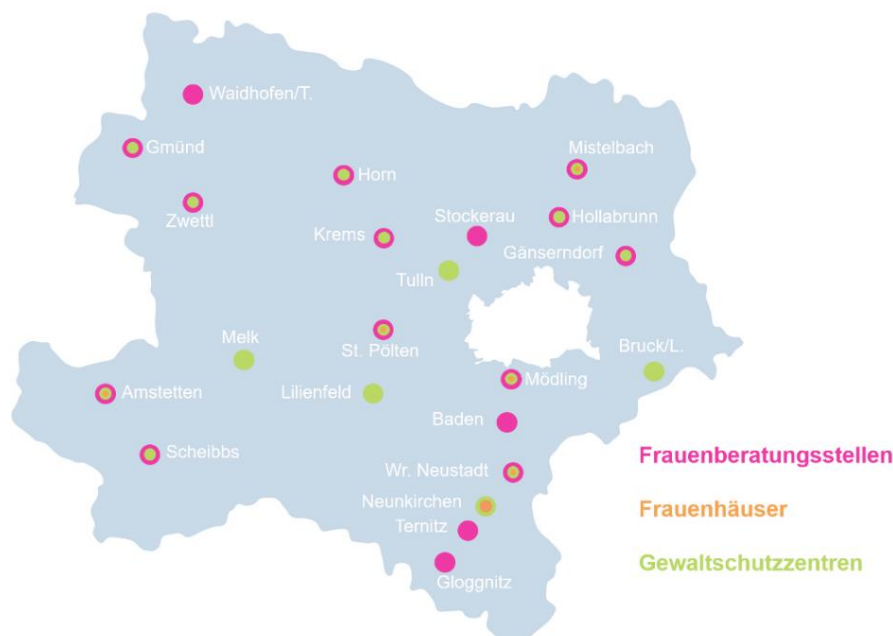 Waidhofen/T.
Gmünd
Mistelbach
Horn
Zwettl
Stockerau
Hollabrunn
Krems
Gänserndorf
Tulln
Melk
St. Pölten
Bruck/L.
Amstetten
Lilienfeld
Mödling
Baden
Scheibbs
Wr. Neustadt
Neunkirchen
Ternitz
Gloggnitz
Frauenberatungsstellen
Frauenhäuser
Gewaltschutzzentren